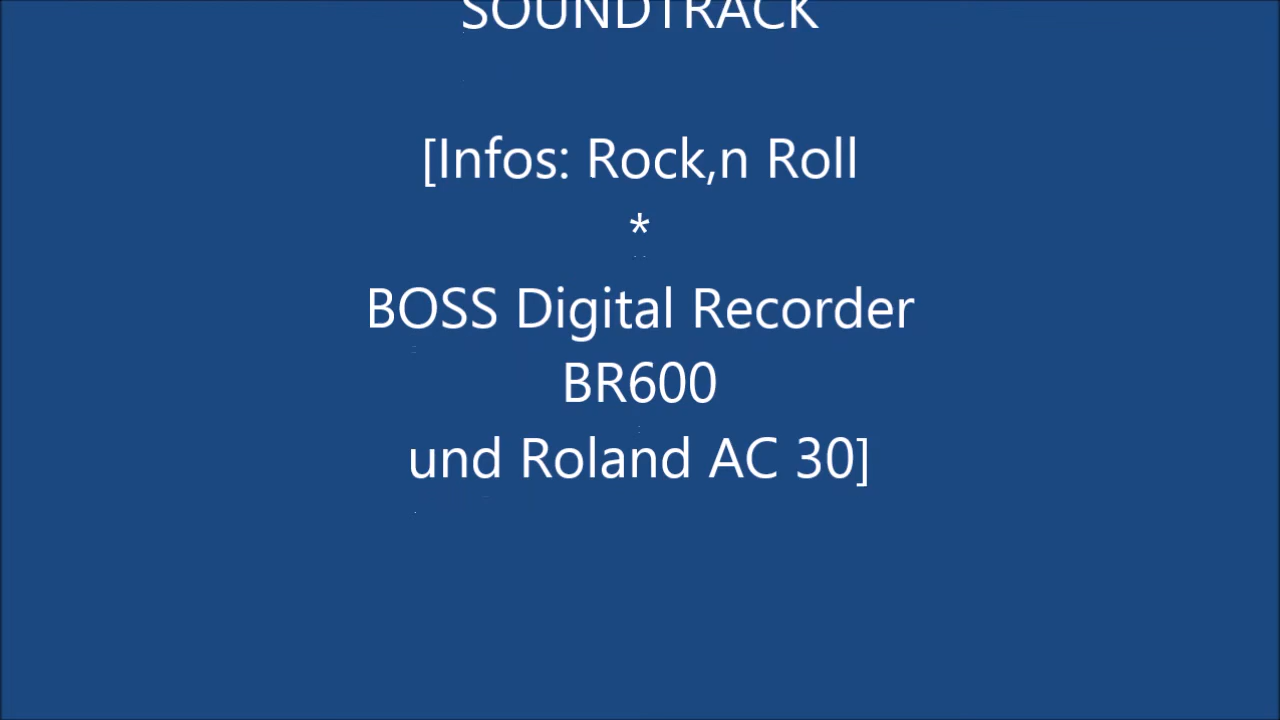 SOUNDTRACK
[Infos: Rock,n Roll
*
BOSS Digital Recorder
BR600
und Roland AC 30]